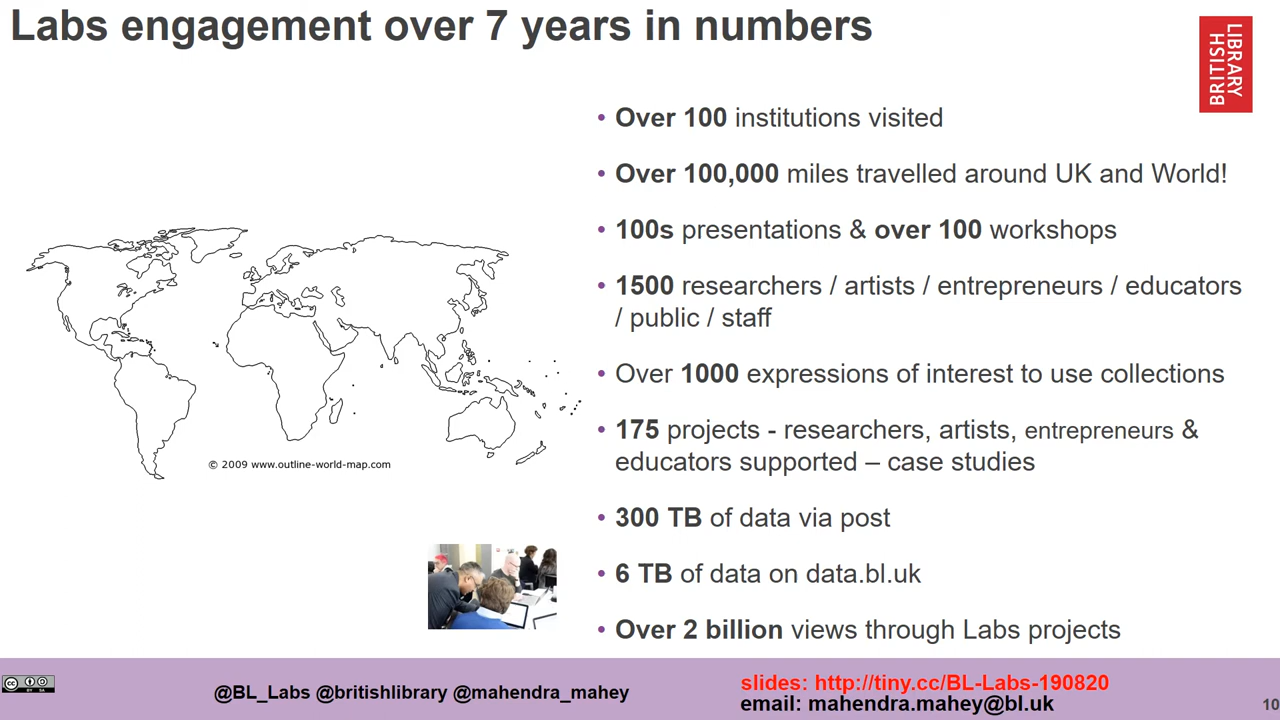 Labs engagement over 7 years in numbers
BRITISH
LIBRARY
• Over 100 institutions visited
• Over 100,000 miles travelled around UK and World!
• 100s presentations & over 100 workshops
• 1500 researchers / artists / entrepreneurs / educators
/ public / staff
• Over 1000 expressions of interest to use collections
• 175 projects - researchers, artists, entrepreneurs &
educators supported – case studies
• 300 TB of data via post
• 6 TB of data on data.bl.uk
• Over 2 billion views through Labs projects
© 2009 www.outline-world-map.com
cc
BY SA
@BL_Labs @britishlibrary @mahendra_mahey
slides: http://tiny.cc/BL-Labs-190820
email: mahendra.mahey@bl.uk
10